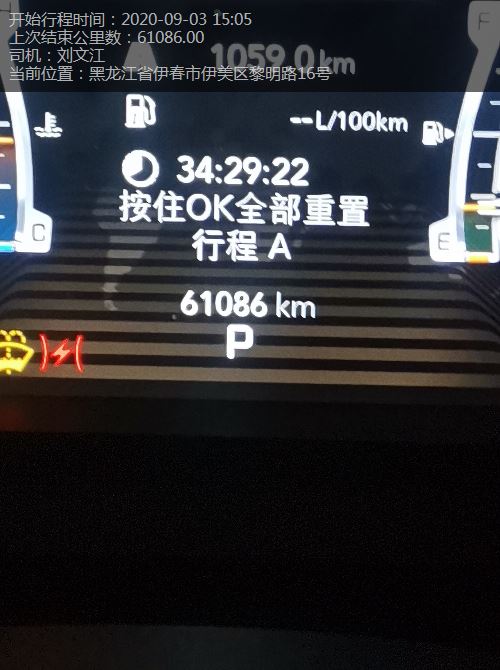 开始行程时间：2020-09-03 15:05
上次结束公里数：61086.00
司机：刘文江
当前位置：黑龙江省伊春市伊美区黎明路16号
A
1059.0km
--L/100km
34:29:22
按住OK全部重置
行程 A
C
E
61086 km
P